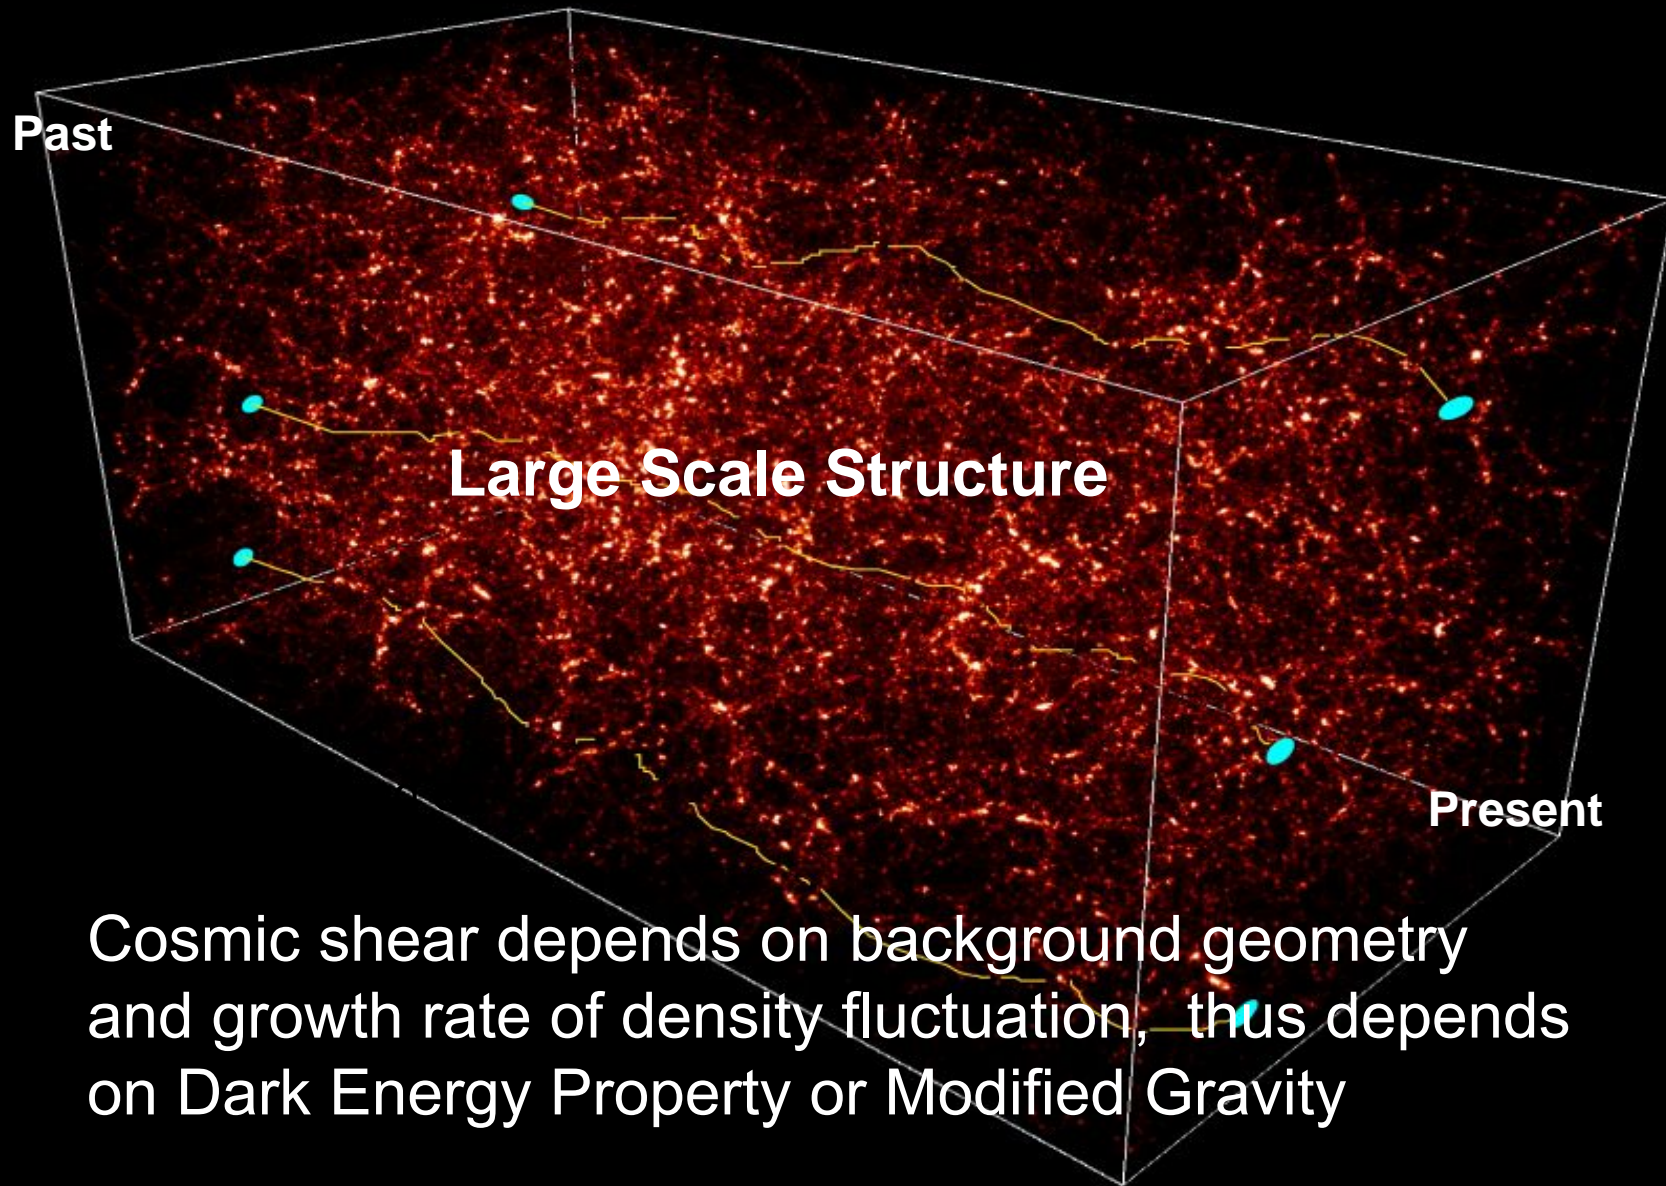 Past
Large Scale Structure
Present
Cosmic shear depends on background geometry
and growth rate of density fluctuation,  thus depends
on Dark Energy Property or Modified Gravity